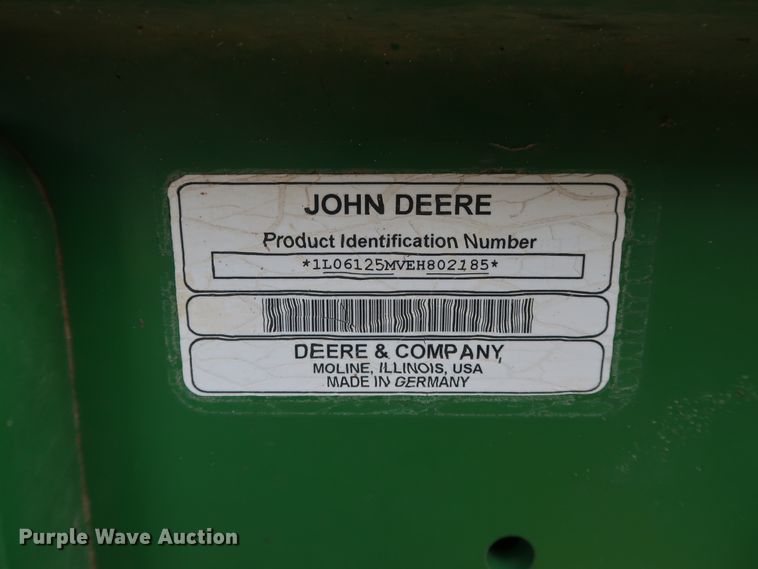 JOHN DEERE
Product Identification Number
*1L06125MVEH802185*
DEERE & COMPANY
MOLINE, ILLINOIS, USA
MADE IN GERMANY
Purple Wave Auction